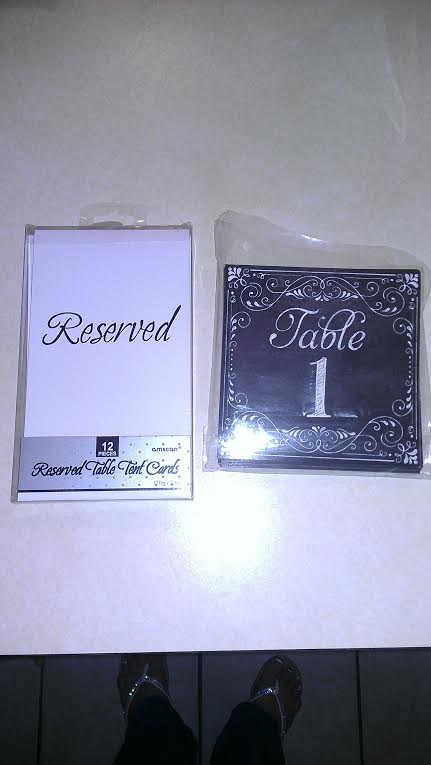 Reserved
12
PIECES
amscan
Reserved Table Tent Cards
Table
1